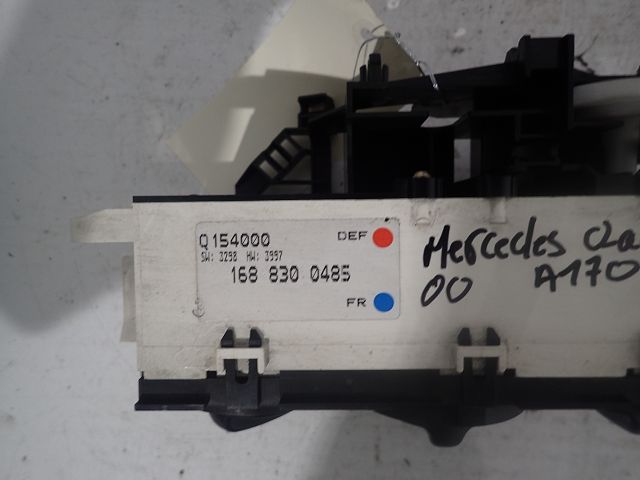 Q154000
DEF
SW: 3298 HW: 3997
168 830 0485
FR
Mercedes cla
00 A170